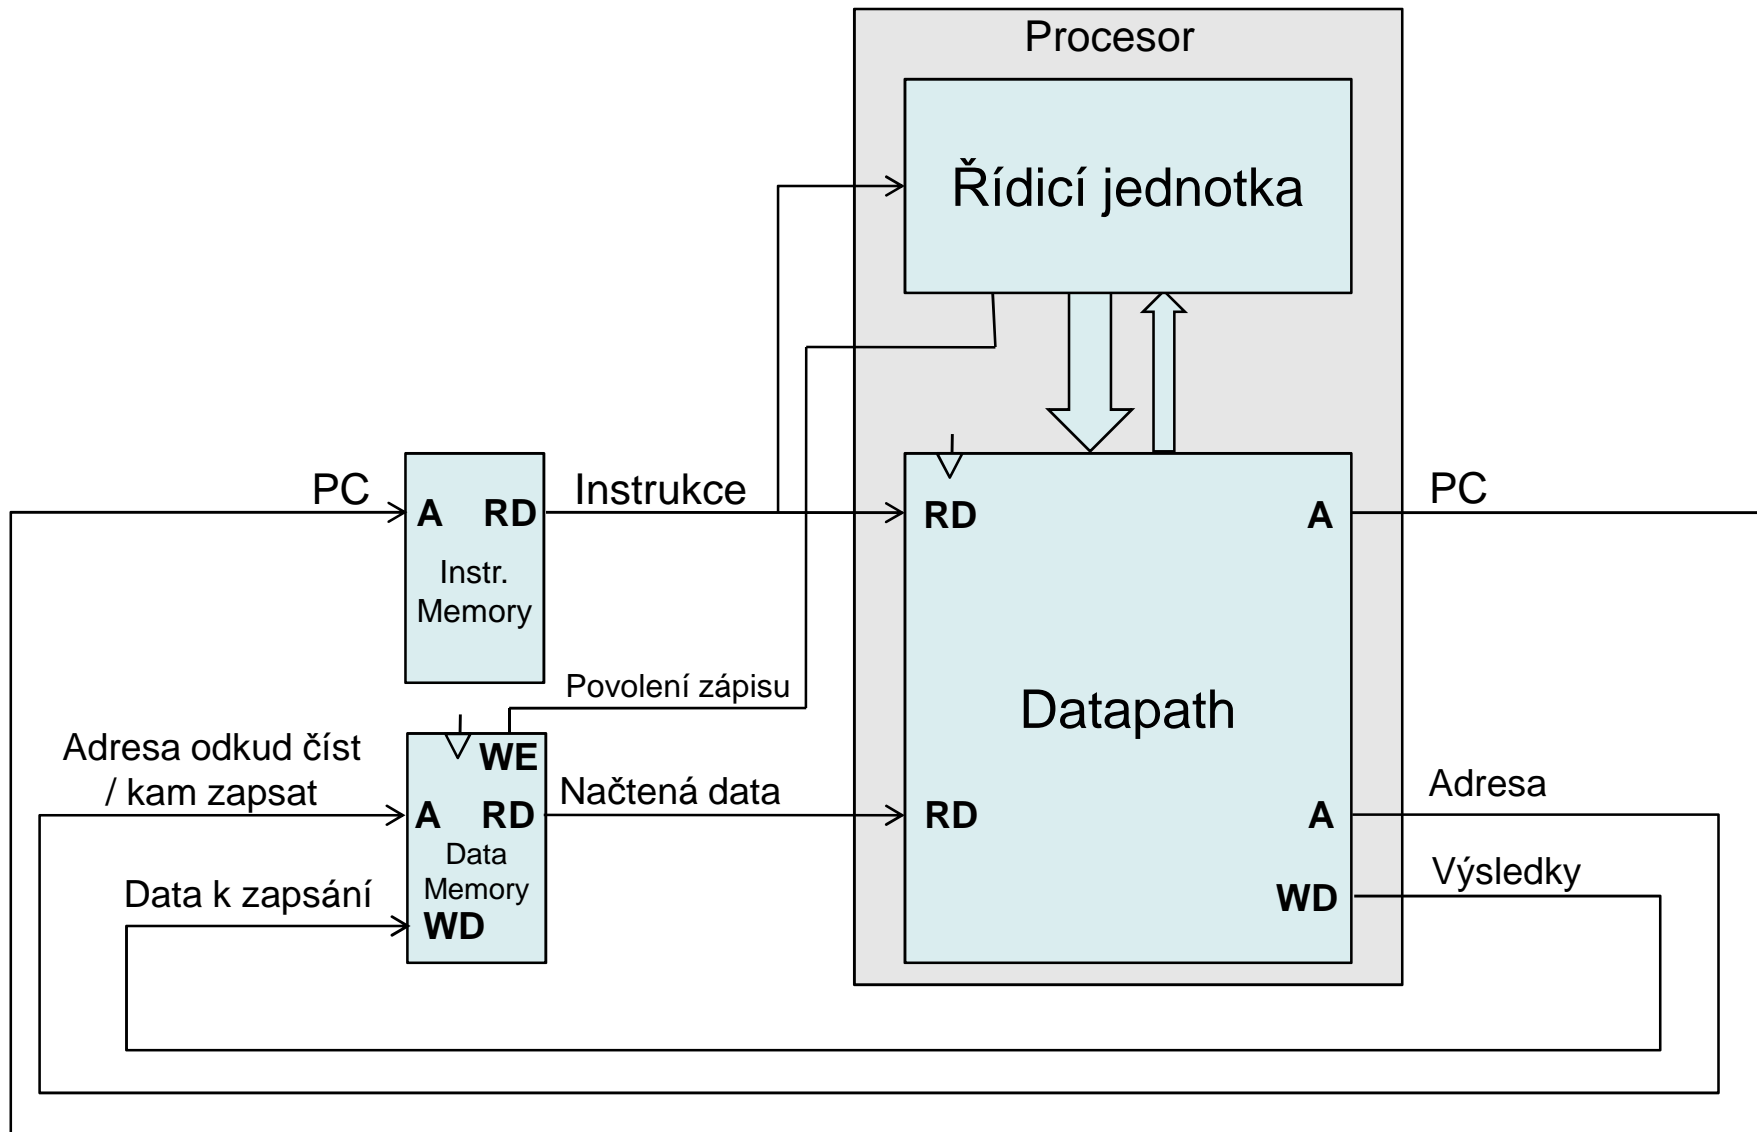 Procesor
Řídicí jednotka
PC
Instrukce
PC
A
RD
RD
A
Instr.
Memory
Povolení zápisu
Datapath
Adresa odkud číst
/ kam zapsat
WE
Načtená data
Adresa
A
RD
RD
A
Data
Memory
Data k zapsání
Výsledky
WD
WD